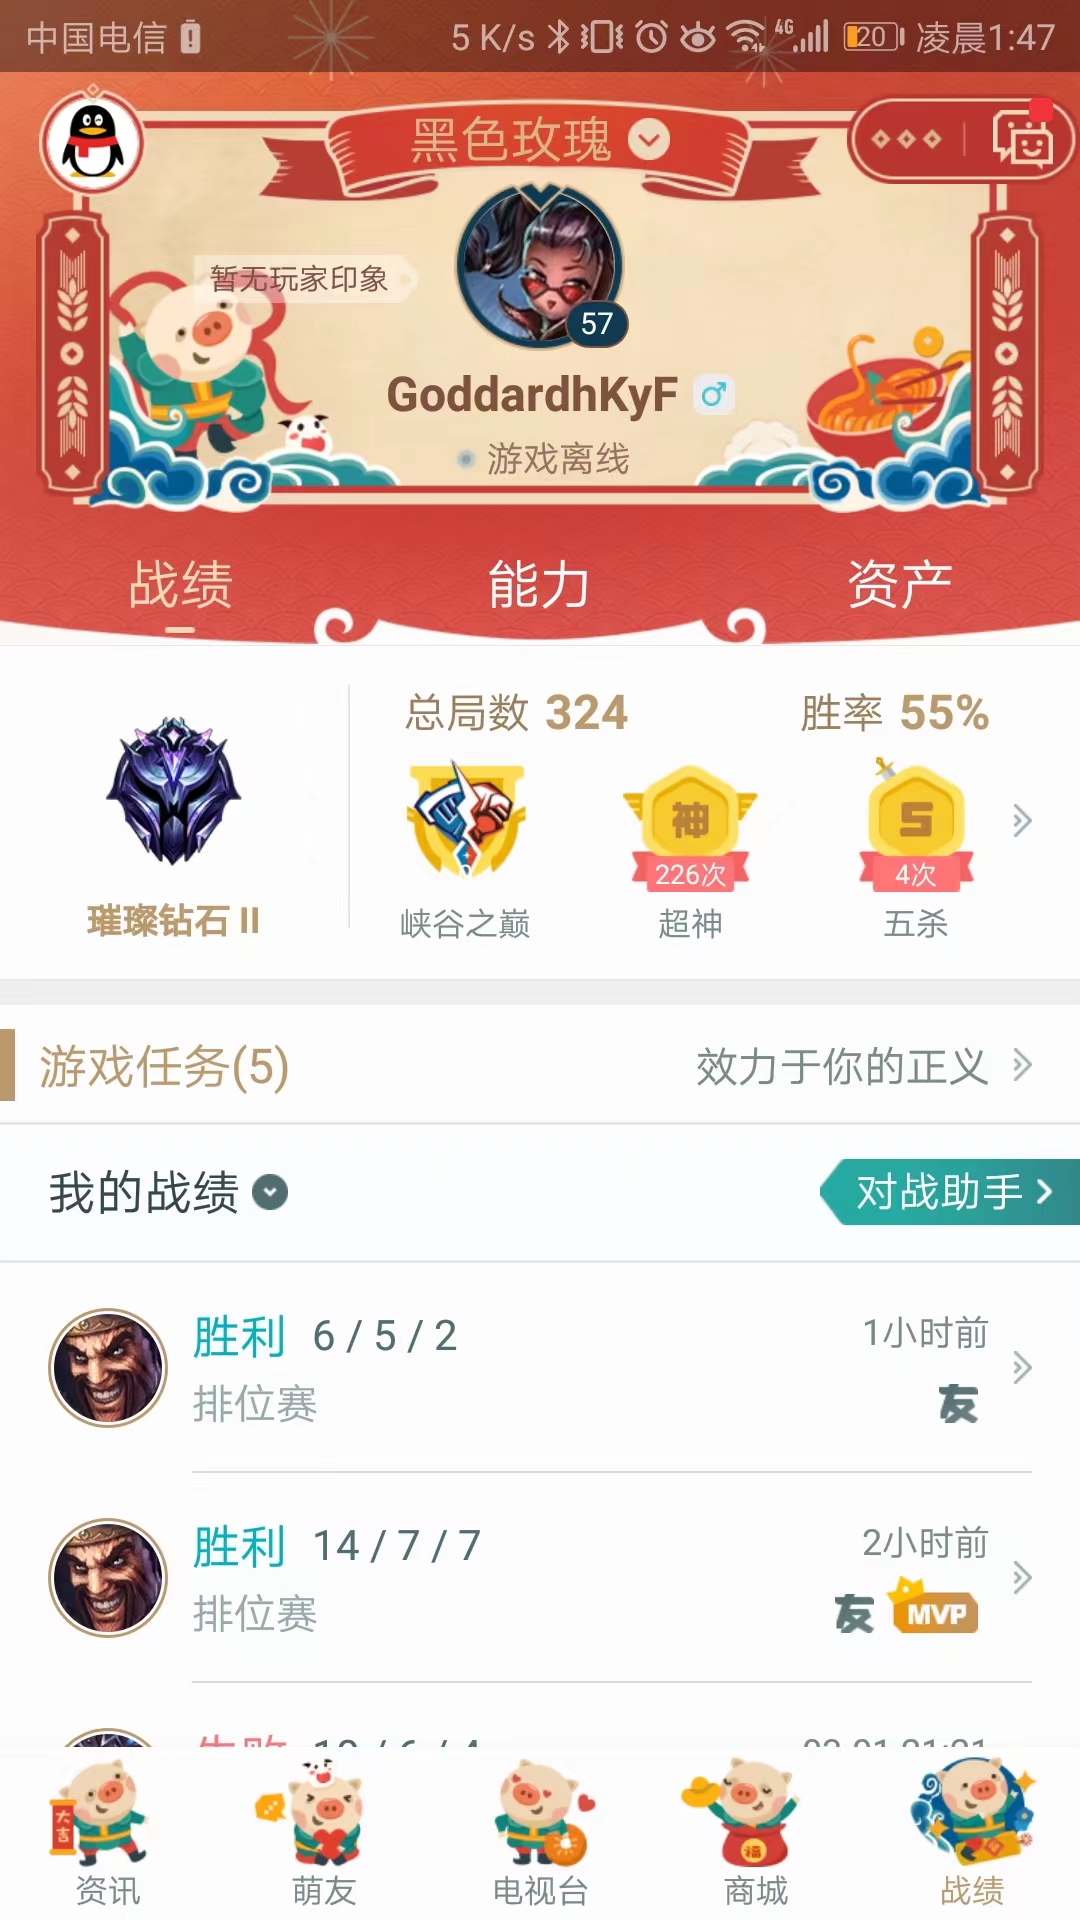 中国电信 5 K/s 4G 20 凌晨1:47
黑色玫瑰
暂无玩家印象
57
GoddardhKyF
游戏离线
战绩 能力 资产
总局数 324 胜率 55%
神 5
226次 4次
璀璨钻石 II 峡谷之巅 超神 五杀
游戏任务(5) 效力于你的正义
我的战绩 对战助手
胜利 6 / 5 / 2 1小时前
排位赛 友
胜利 14 / 7 / 7 2小时前
排位赛 友 MVP
失败
大吉 福
资讯 萌友 电视台 商城 战绩